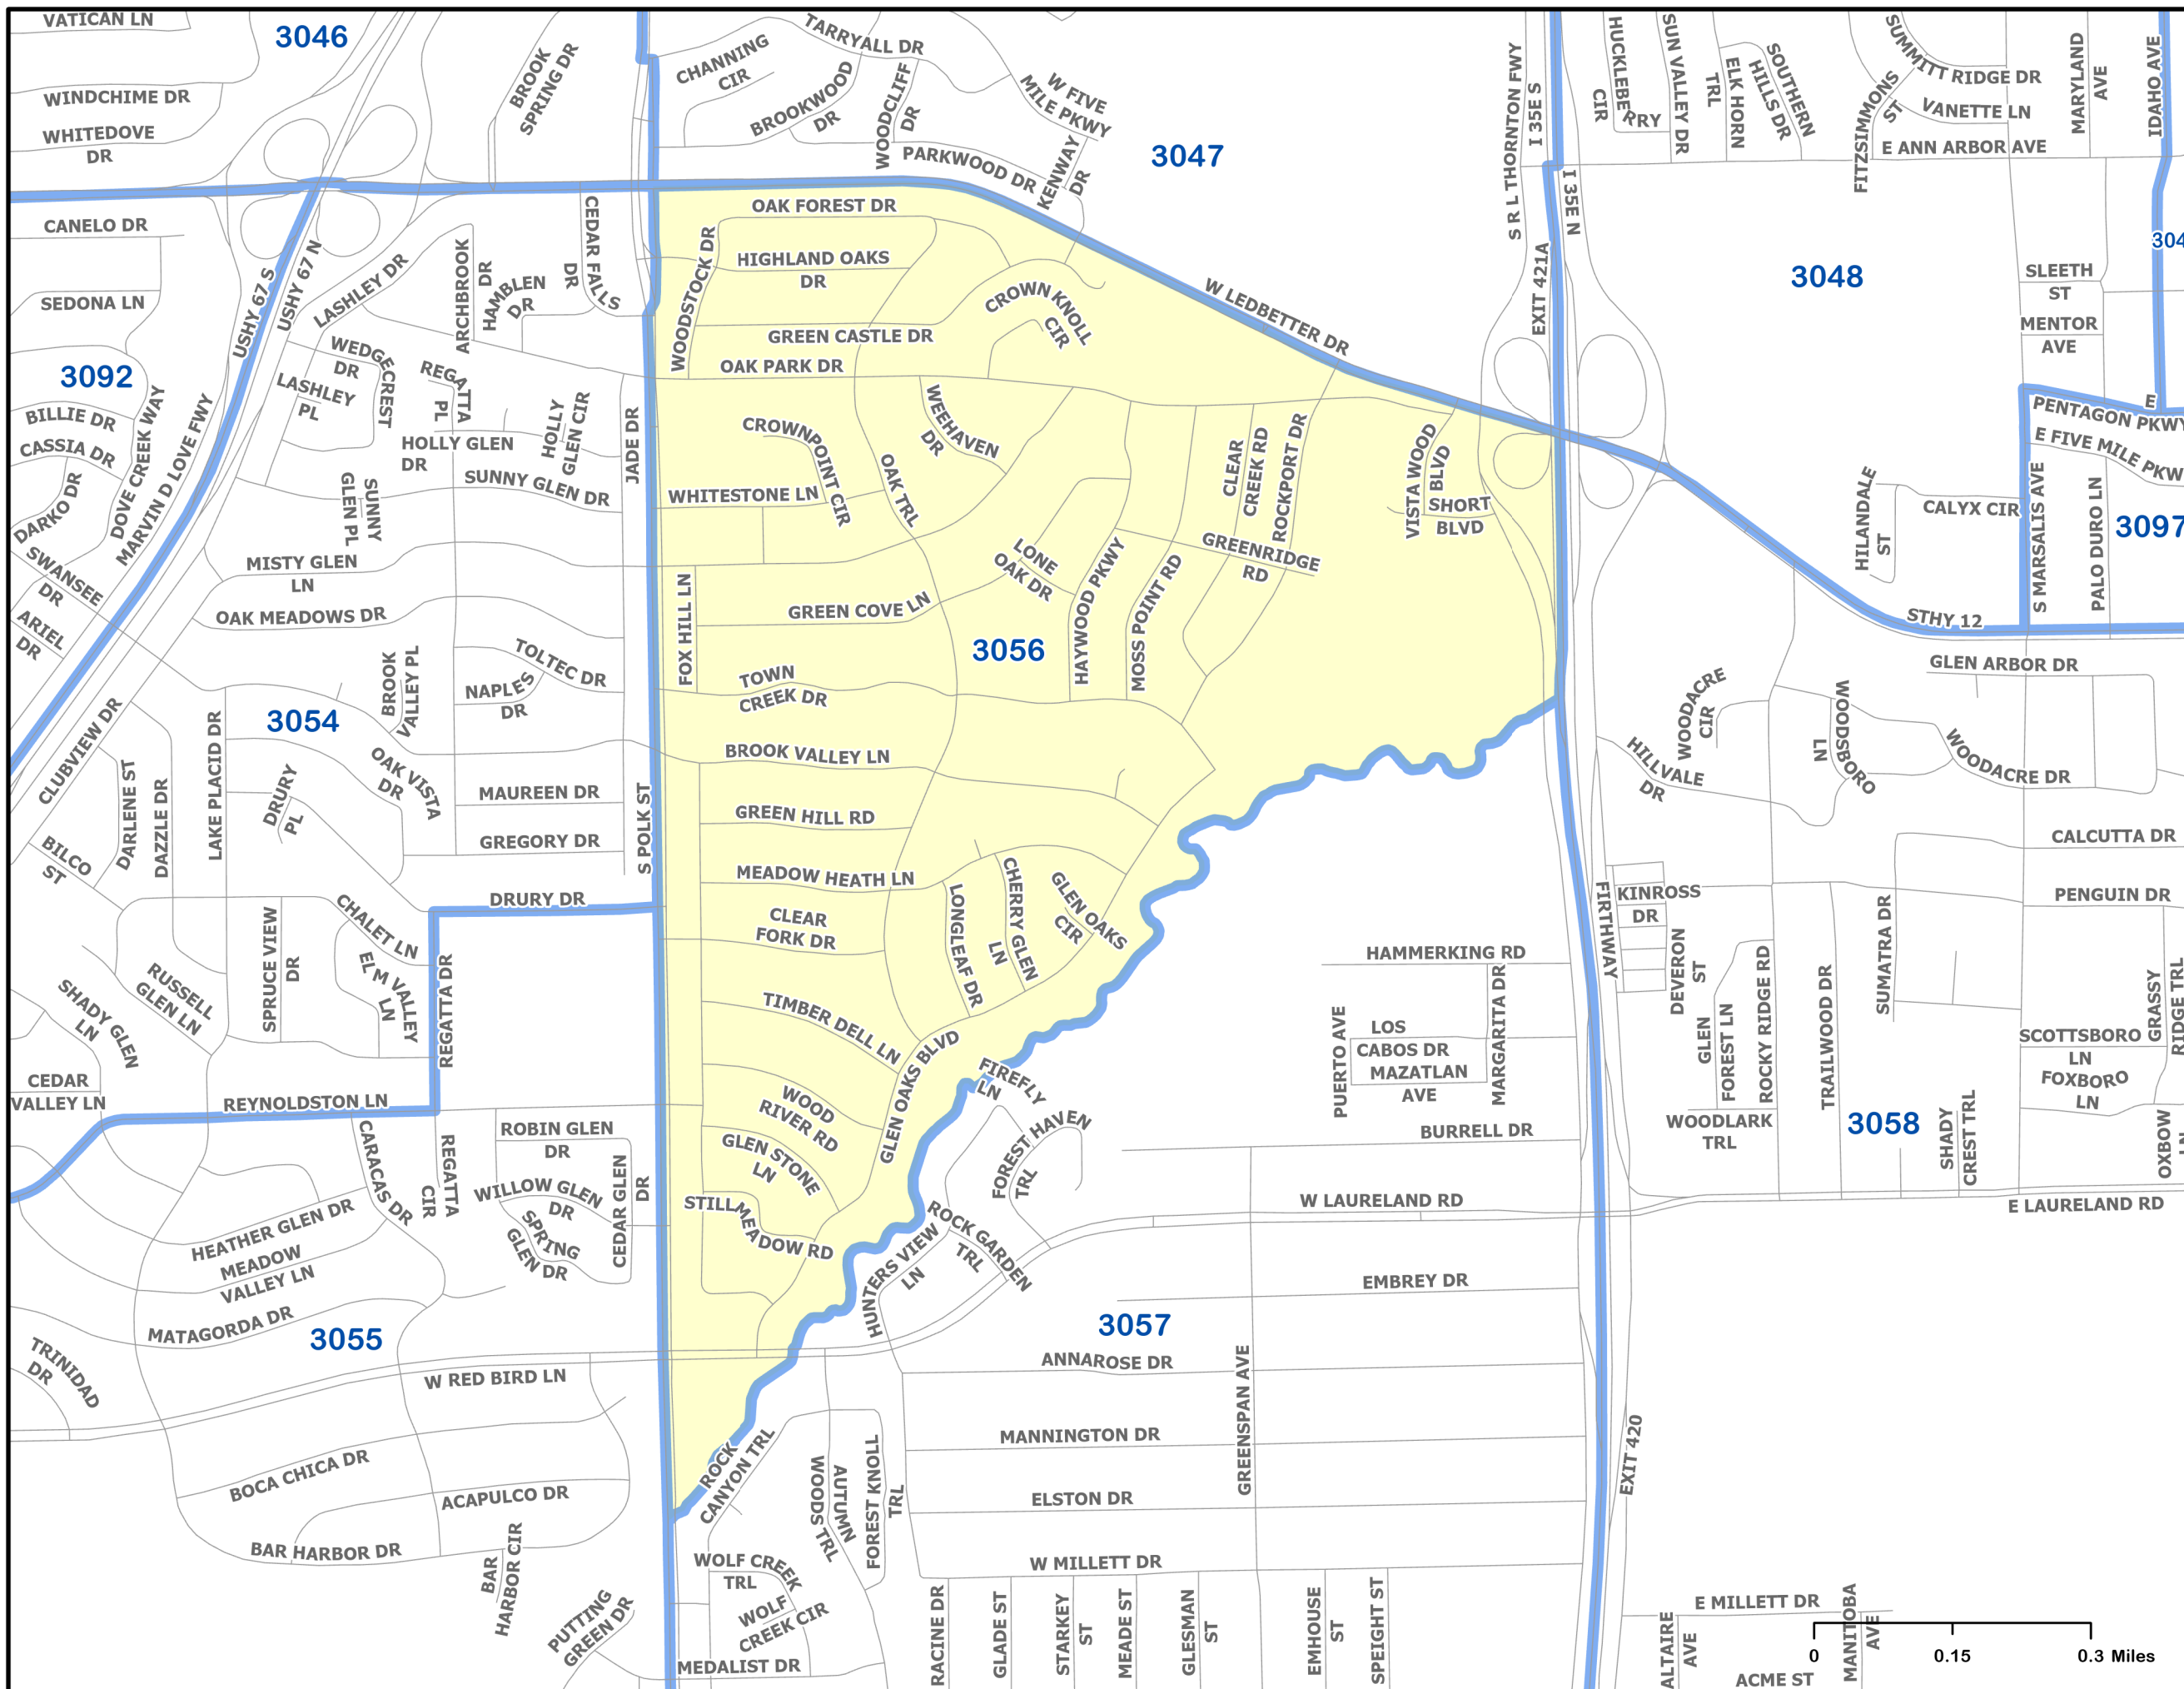 VATICAN LN
3046
WINDCHIME DR
WHITEDOVE
DR
BROOK
SPRING DR
CHANNING
CIR
TARRYALL DR
BROOKWOOD
DR
WOODCLIFF
DR
W FIVE
MILE PKWY
PARKWOOD DR
KENWAY
DR
3047
S R L THORNTON FWY
I 35E S
I 35E N
HUCKLEBERRY
CIR
SUN VALLEY DR
ELK HORN
TRL
SOUTHERN
HILLS DR
FITZSIMMONS
ST
SUMMITT RIDGE DR
VANETTE LN
E ANN ARBOR AVE
MARYLAND
AVE
IDAHO AVE
CANELO DR
SEDONA LN
3092
BILLIE DR
CASSIA DR
DARKO DR
DOVE CREEK WAY
MARVIN D LOVE FWY
USHY 67 S
USHY 67 N
SWANSEE
DR
ARIEL
DR
LASHLEY DR
ARCHBROOK
DR
HAMBLEN
DR
CEDAR FALLS
DR
WEDGECREST
DR
LASHLEY
PL
REGATTA
PL
HOLLY GLEN
DR
HOLLY
GLEN CIR
JADE DR
SUNNY GLEN DR
SUNNY
GLEN PL
MISTY GLEN
LN
OAK MEADOWS DR
OAK FOREST DR
WOODSTOCK DR
HIGHLAND OAKS
DR
GREEN CASTLE DR
OAK PARK DR
CROWN KNOLL
CIR
W LEDBETTER DR
EXIT 421A
3048
304
SLEETH
ST
MENTOR
AVE
E
PENTAGON PKWY
E FIVE MILE PKW
CROWNPOINT CIR
WEEHAVEN
DR
OAK TRL
WHITESTONE LN
CLEAR
CREEK RD
ROCKPORT DR
VISTA WOOD
BLVD
SHORT
BLVD
GREENRIDGE
RD
LONE
OAK DR
HAYWOOD PKWY
MOSS POINT RD
FOX HILL LN
GREEN COVE LN
3056
TOWN
CREEK DR
BROOK VALLEY LN
HILANDALE
ST
CALYX CIR
S MARSALIS AVE
PALO DURO LN
3097
STHY 12
GLEN ARBOR DR
CLUBVIEW DR
3054
BROOK
VALLEY PL
NAPLES
DR
TOLTEC DR
LAKE PLACID DR
DARLENE ST
DAZZLE DR
DRURY
PL
OAK VISTA
DR
MAUREEN DR
GREGORY DR
S POLK ST
BILCO
ST
DRURY DR
CHALET LN
ELM VALLEY
LN
SPRUCE VIEW
DR
REGATTA DR
RUSSELL
GLEN LN
SHADY GLEN
LN
CEDAR
VALLEY LN
REYNOLDSTON LN
GREEN HILL RD
MEADOW HEATH LN
CLEAR
FORK DR
LONGLEAF DR
CHERRY GLEN
LN
GLEN OAKS
CIR
TIMBER DELL LN
GLEN OAKS BLVD
WOOD
RIVER RD
GLEN STONE
LN
STILLMEADOW RD
FIREFLY
LN
FOREST HAVEN
TRL
ROCK GARDEN
TRL
HUNTERS VIEW
LN
WOODACRE
CIR
HILLVALE
DR
WOODSBORO
LN
WOODACRE DR
CALCUTTA DR
PENGUIN DR
KINROSS
DR
FIRTHWAY
DEVERON
ST
GLEN
FOREST LN
ROCKY RIDGE RD
TRAILWOOD DR
SUMATRA DR
SCOTTSBORO
LN
FOXBORO
LN
GRASSY
RIDGE TRL
OXBOW
LN
WOODLARK
TRL
3058
SHADY
CREST TRL
E LAURELAND RD
HAMMERKING RD
MARGARITA DR
PUERTO AVE
LOS
CABOS DR
MAZATLAN
AVE
BURRELL DR
W LAURELAND RD
EMBREY DR
3057
ANNAROSE DR
GREENSPAN AVE
MANNINGTON DR
ELSTON DR
W MILLETT DR
CARACAS DR
REGATTA
CIR
ROBIN GLEN
DR
WILLOW GLEN
DR
SPRING
GLEN DR
CEDAR GLEN
DR
HEATHER GLEN DR
MEADOW
VALLEY LN
MATAGORDA DR
3055
TRINIDAD
DR
W RED BIRD LN
BOCA CHICA DR
ACAPULCO DR
BAR HARBOR DR
BAR
HARBOR CIR
PUTTING
GREEN DR
ROCK
CANYON TRL
AUTUMN
WOODS TRL
FOREST KNOLL
TRL
WOLF CREEK
TRL
WOLF
CREEK CIR
MEDALIST DR
RACINE DR
GLADE ST
STARKEY
ST
MEADE ST
GLESMAN
ST
EMHOUSE
ST
SPEIGHT ST
EXIT 420
E MILLETT DR
ALTAIRE
AVE
MANITOBA
AVE
ACME ST
0 0.15 0.3 Miles